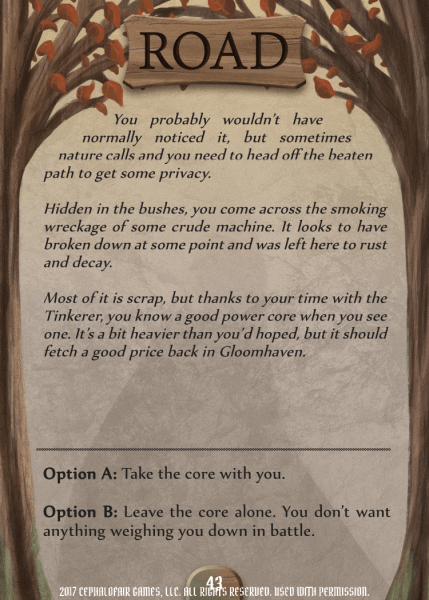 ROAD
You probably wouldn't have
normally noticed it, but sometimes
nature calls and you need to head off the beaten
path to get some privacy.
Hidden in the bushes, you come across the smoking
wreckage of some crude machine. It looks to have
broken down at some point and was left here to rust
and decay.
Most of it is scrap, but thanks to your time with the
Tinkerer, you know a good power core when you see
one. It's a bit heavier than you'd hoped, but it should
fetch a good price back in Gloomhaven.
Option A: Take the core with you.
Option B: Leave the core alone. You don't want
anything weighing you down in battle.
43
2017 CEPHALOFAIR GAMES, LLC. ALL RIGHTS RESERVED. USED WITH PERMISSION.